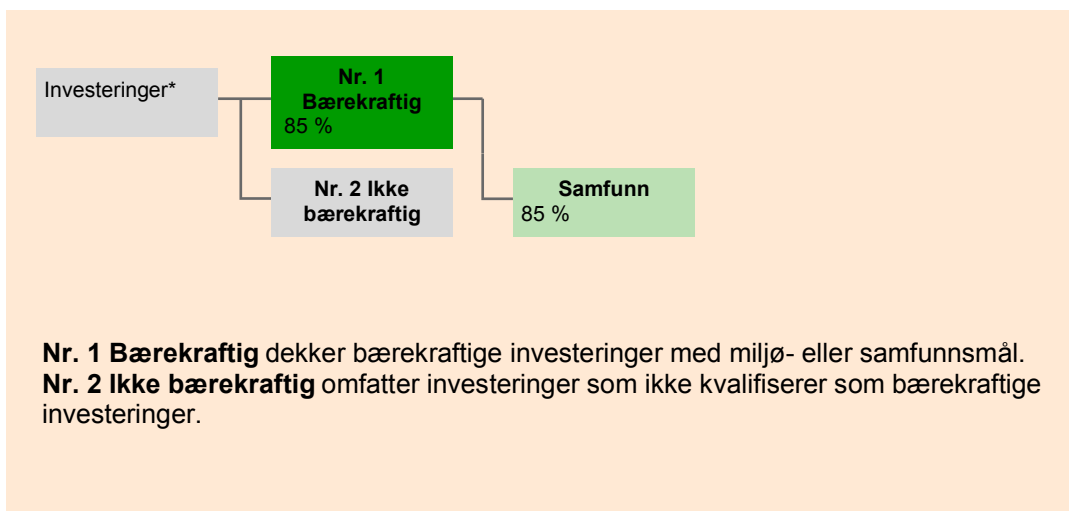 Investeringer*
Nr. 1
Bærekraftig
85 %
Nr. 2 Ikke
bærekraftig
Samfunn
85 %
Nr. 1 Bærekraftig dekker bærekraftige investeringer med miljø- eller samfunnsmål.
Nr. 2 Ikke bærekraftig omfatter investeringer som ikke kvalifiserer som bærekraftige
investeringer.